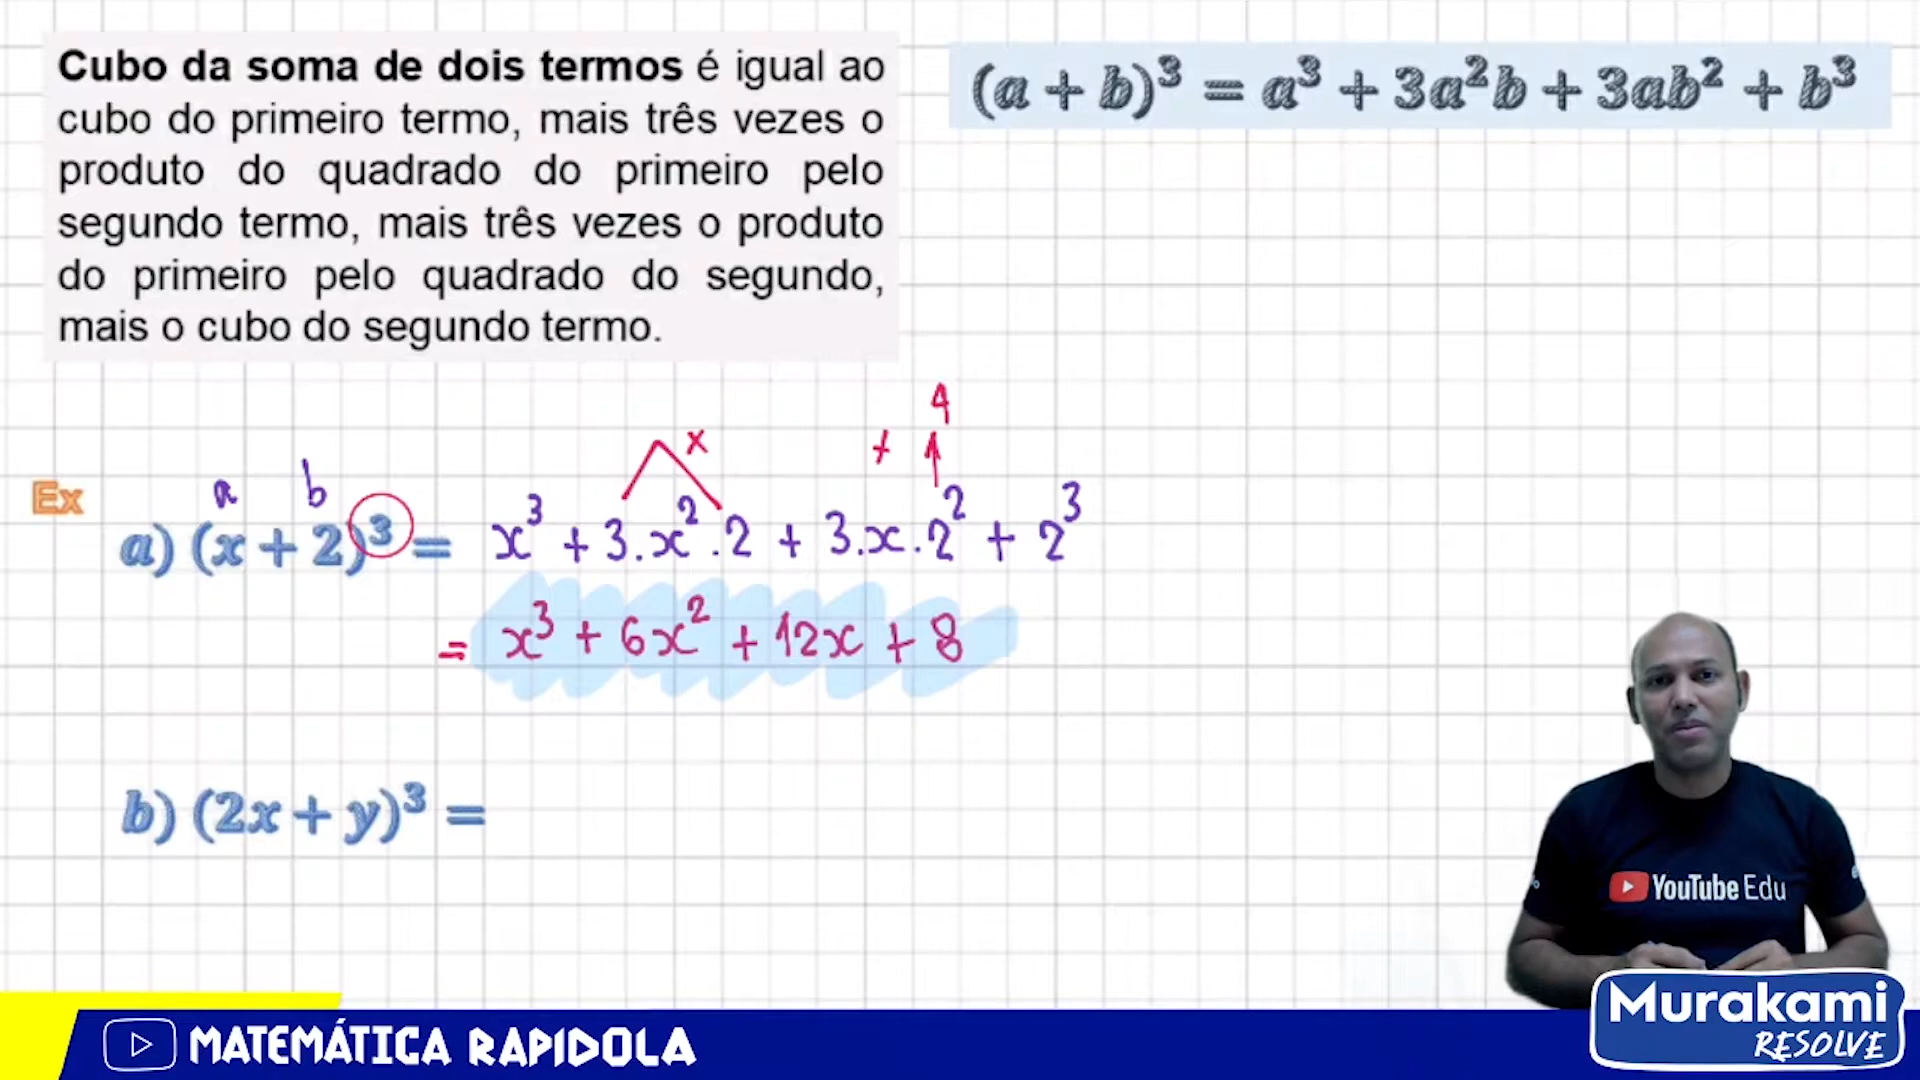 Cubo da soma de dois termos é igual ao
cubo do primeiro termo, mais três vezes o
produto do quadrado do primeiro pelo
segundo termo, mais três vezes o produto
do primeiro pelo quadrado do segundo,
mais o cubo do segundo termo.
(a + b)³ = a³ + 3a²b + 3ab² + b³
Ex
a b
x + 4
a) (x + 2)³ = x³ + 3.x².2 + 3.x.2² + 2³
= x³ + 6x² + 12x + 8
b) (2x + y)³ =
YouTube Edu
MATEMÁTICA RAPIDOLA
Murakami
RESOLVE